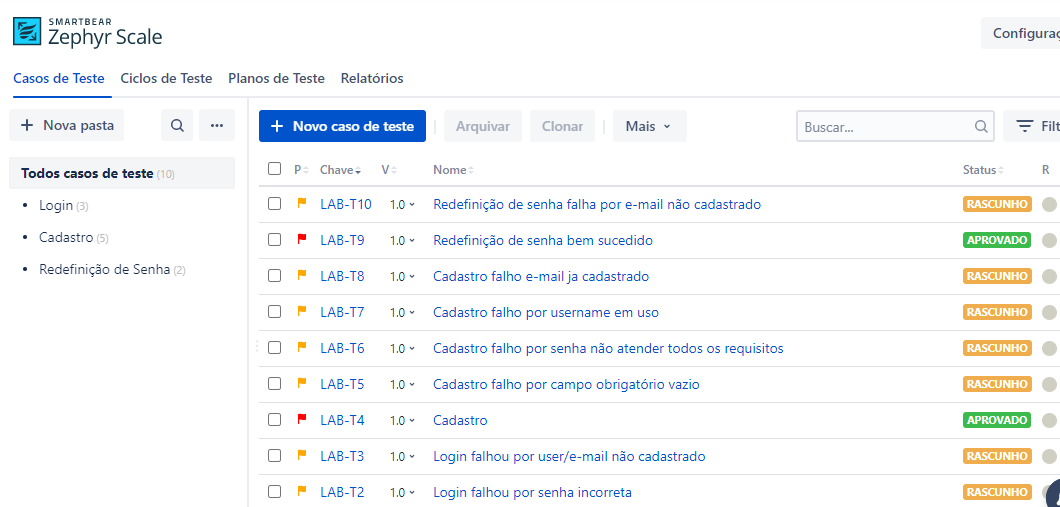 SMARTBEAR
Zephyr Scale
Configuraç
Casos de Teste Ciclos de Teste Planos de Teste Relatórios
+ Nova pasta ...
+ Novo caso de teste Arquivar Clonar Mais Buscar... Filt
Todos casos de teste (10)
Login (3)
Cadastro (5)
Redefinição de Senha (2)
P Chave V Nome Status R
LAB-T10 1.0 Redefinição de senha falha por e-mail não cadastrado RASCUNHO
LAB-T9 1.0 Redefinição de senha bem sucedido APROVADO
LAB-T8 1.0 Cadastro falho e-mail ja cadastrado RASCUNHO
LAB-T7 1.0 Cadastro falho por username em uso RASCUNHO
LAB-T6 1.0 Cadastro falho por senha não atender todos os requisitos RASCUNHO
LAB-T5 1.0 Cadastro falho por campo obrigatório vazio RASCUNHO
LAB-T4 1.0 Cadastro APROVADO
LAB-T3 1.0 Login falhou por user/e-mail não cadastrado RASCUNHO
LAB-T2 1.0 Login falhou por senha incorreta RASCUNHO